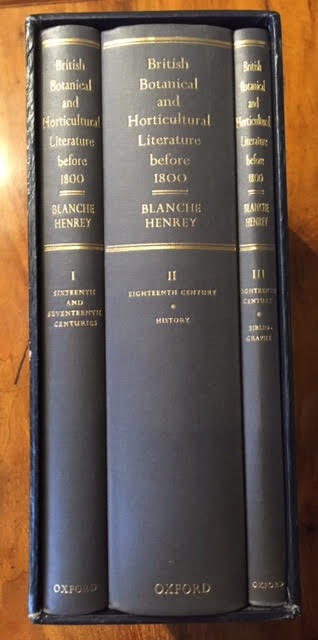 British
Botanical
and
Horticultural
Literature
before
1800
BLANCHE
HENREY
I
SIXTEENTH
AND
SEVENTEENTH
CENTURIES
OXFORD
British
Botanical
and
Horticultural
Literature
before
1800
BLANCHE
HENREY
II
EIGHTEENTH CENTURY
•
HISTORY
OXFORD
British
Botanical
and
Horticultural
Literature
before
1800
BLANCHE
HENREY
III
EIGHTEENTH
CENTURY
•
BIBLIO-
GRAPHY
OXFORD